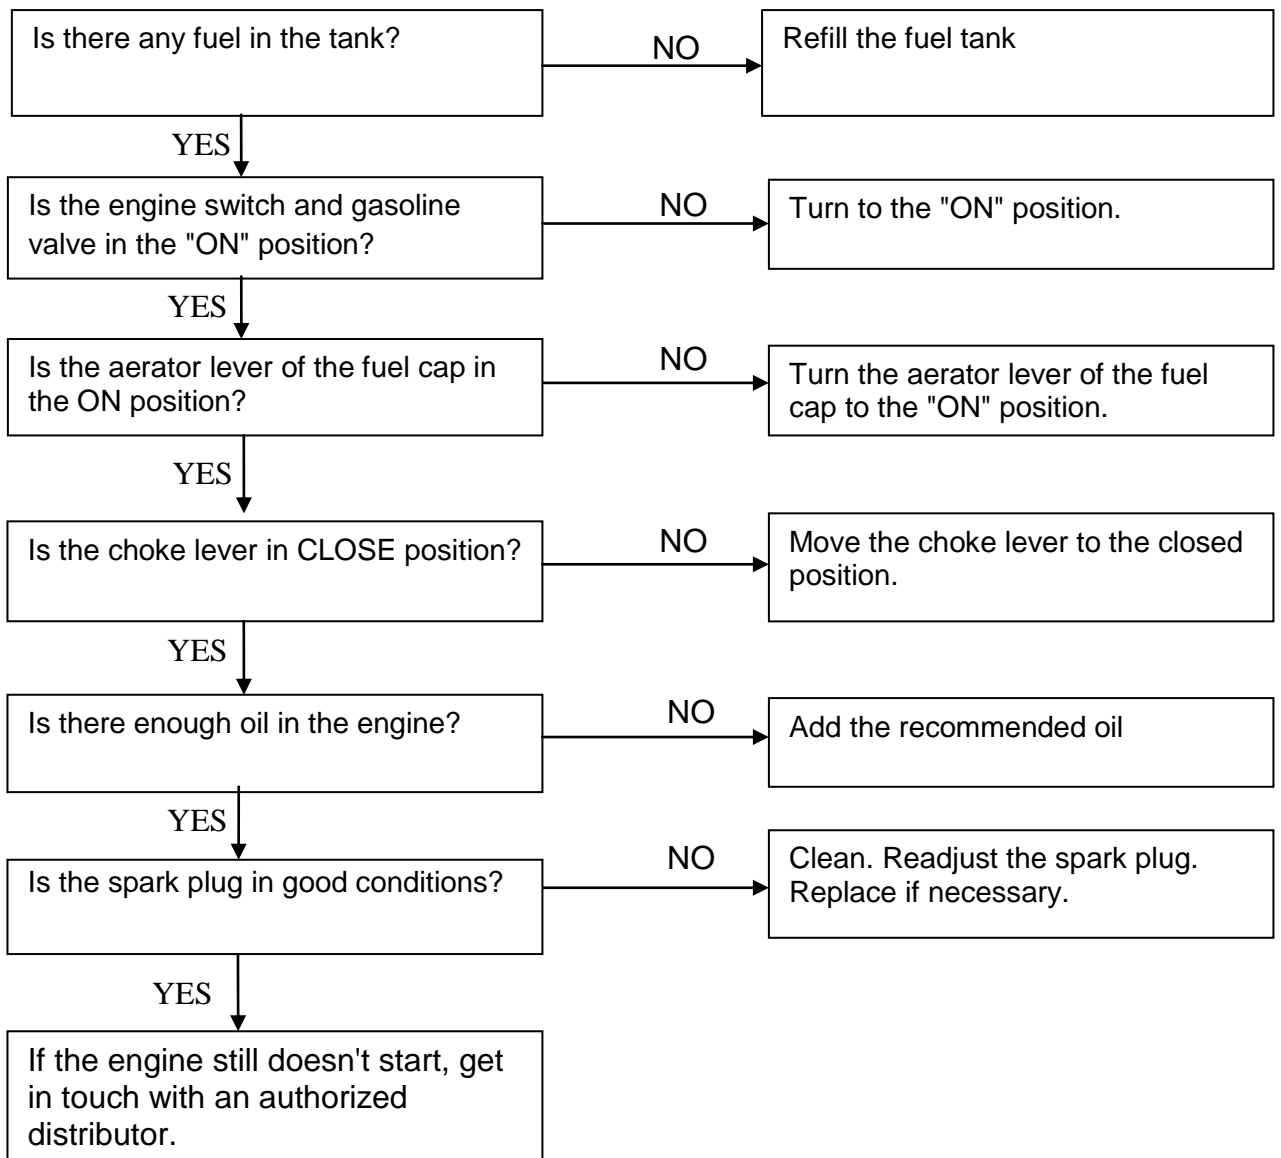 Is there any fuel in the tank?
NO
Refill the fuel tank
YES
Is the engine switch and gasoline
valve in the "ON" position?
NO
Turn to the "ON" position.
YES
Is the aerator lever of the fuel cap in
the ON position?
NO
Turn the aerator lever of the fuel
cap to the "ON" position.
YES
Is the choke lever in CLOSE position?
NO
Move the choke lever to the closed
position.
YES
Is there enough oil in the engine?
NO
Add the recommended oil
YES
Is the spark plug in good conditions?
NO
Clean. Readjust the spark plug.
Replace if necessary.
YES
If the engine still doesn't start, get
in touch with an authorized
distributor.